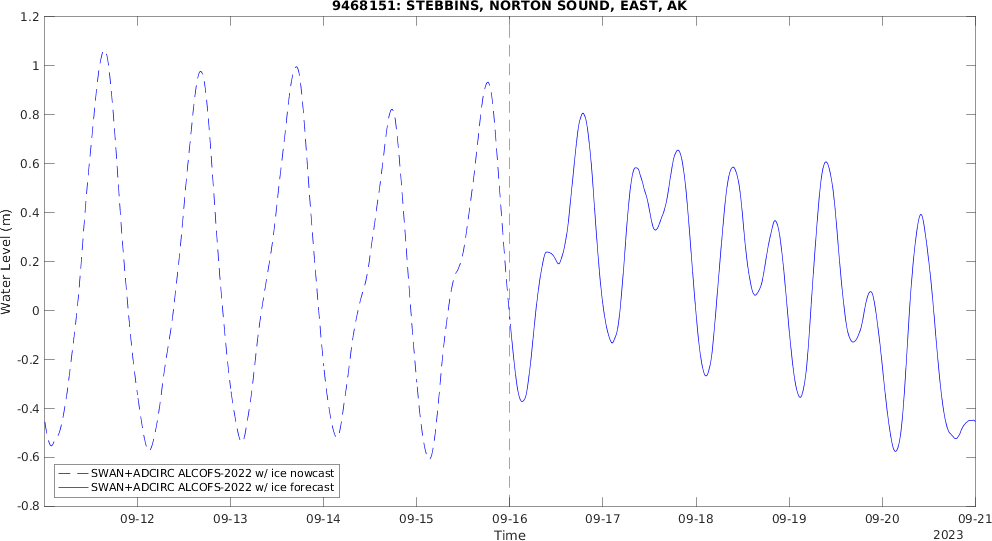 9468151: STEBBINS, NORTON SOUND, EAST, AK
1.2
1
0.8
0.6
0.4
0.2
0
-0.2
-0.4
-0.6
-0.8
Water Level (m)
SWAN+ADCIRC ALCOFS-2022 w/ ice nowcast
SWAN+ADCIRC ALCOFS-2022 w/ ice forecast
09-12 09-13 09-14 09-15 09-16 09-17 09-18 09-19 09-20 09-21
Time
2023